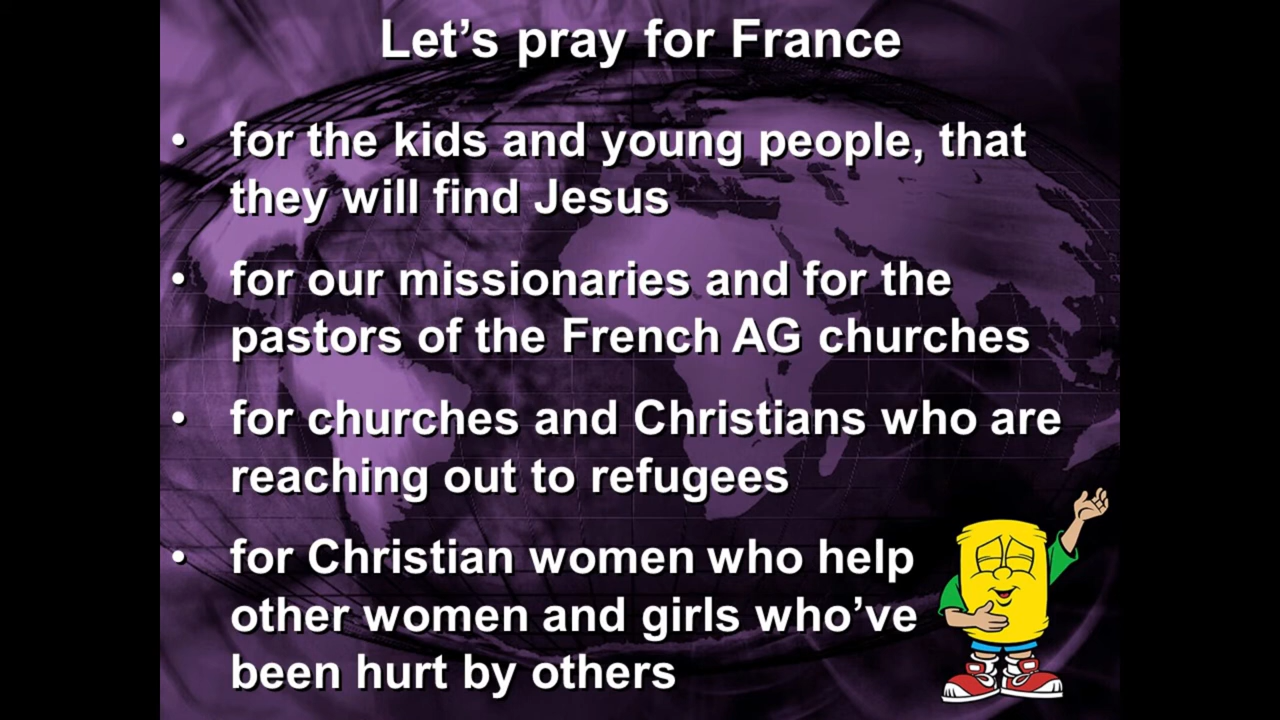 Let’s pray for France
• for the kids and young people, that
they will find Jesus
• for our missionaries and for the
pastors of the French AG churches
• for churches and Christians who are
reaching out to refugees
• for Christian women who help
other women and girls who’ve
been hurt by others